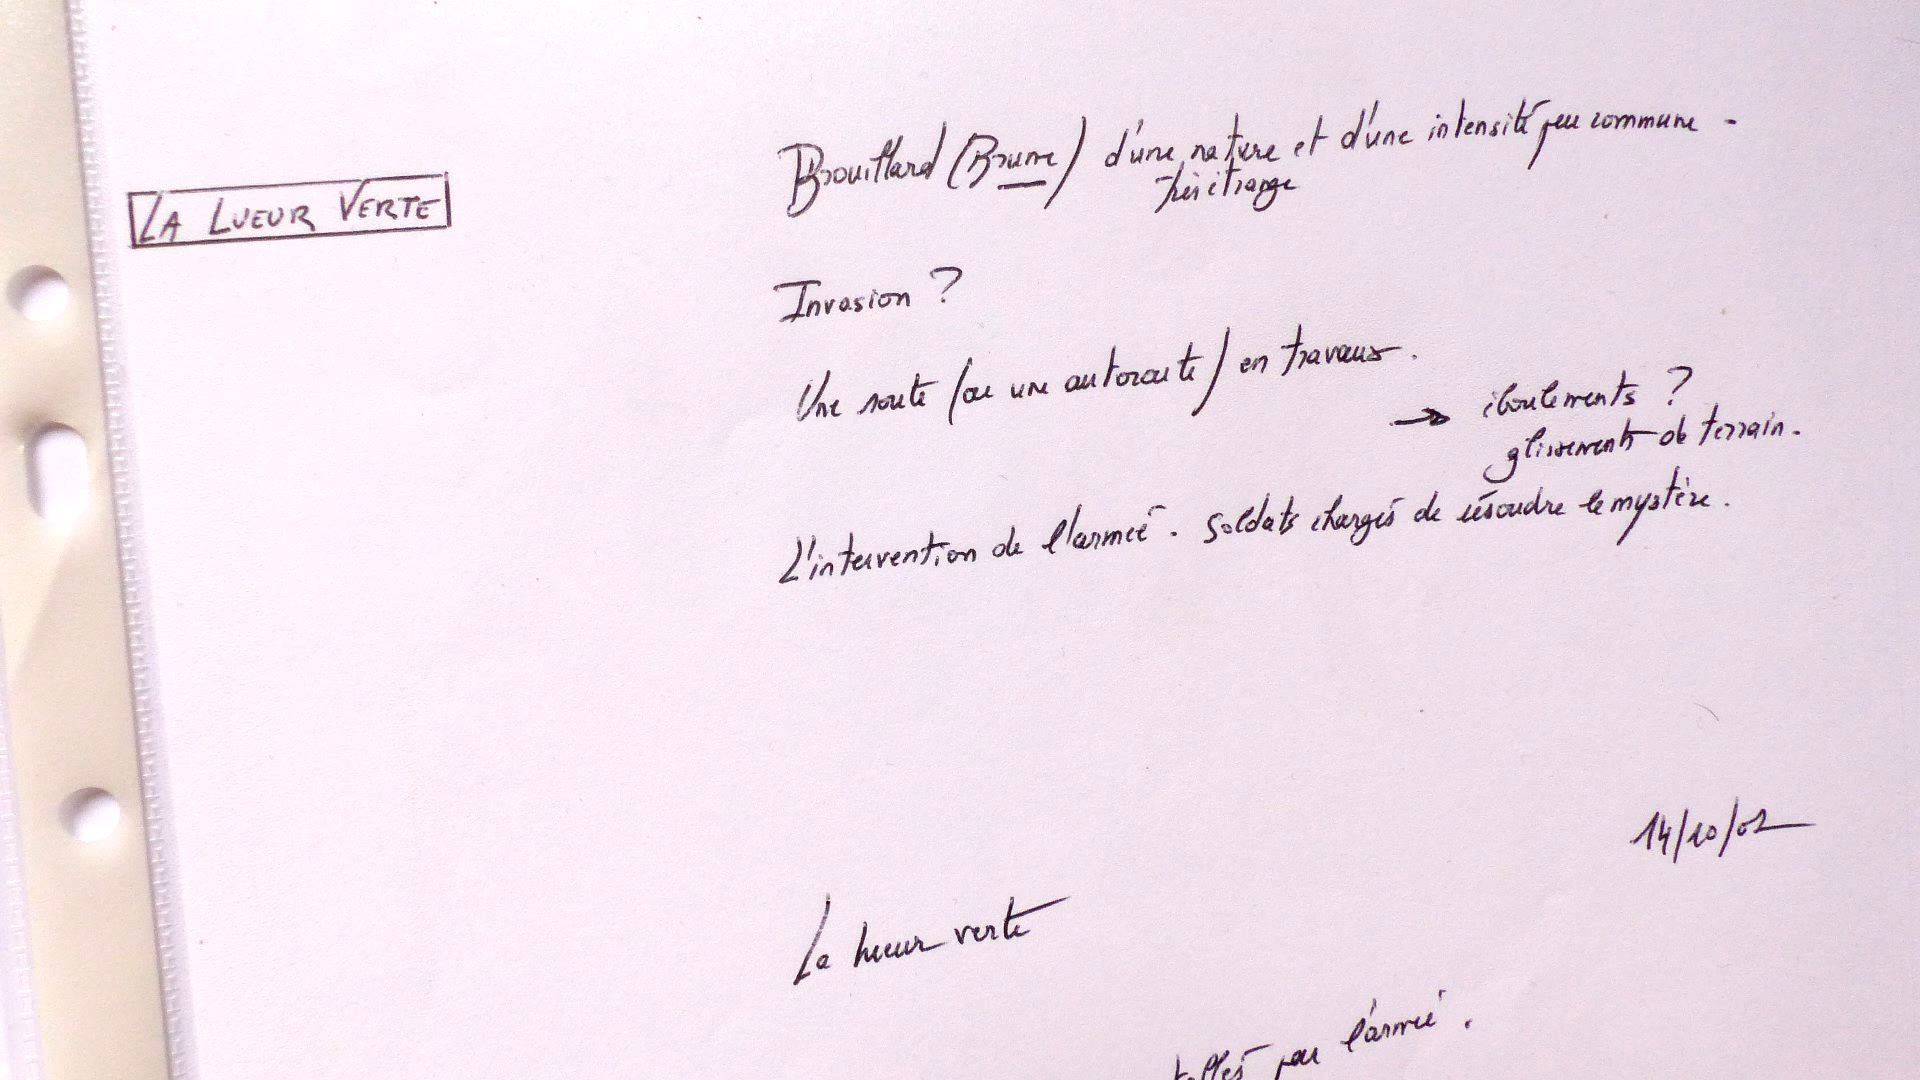 LA LUEUR VERTE
Brouillard (Brume) d'une nature et d'une intensité peu commune -
très étrange
Invasion ?
Une route (ou une autoroute) en travaux.
→ éboulements ?
glissements de terrain.
L'intervention de l'armée. Soldats chargés de résoudre le mystère.
14/10/02
La lueur verte
par l'armée.